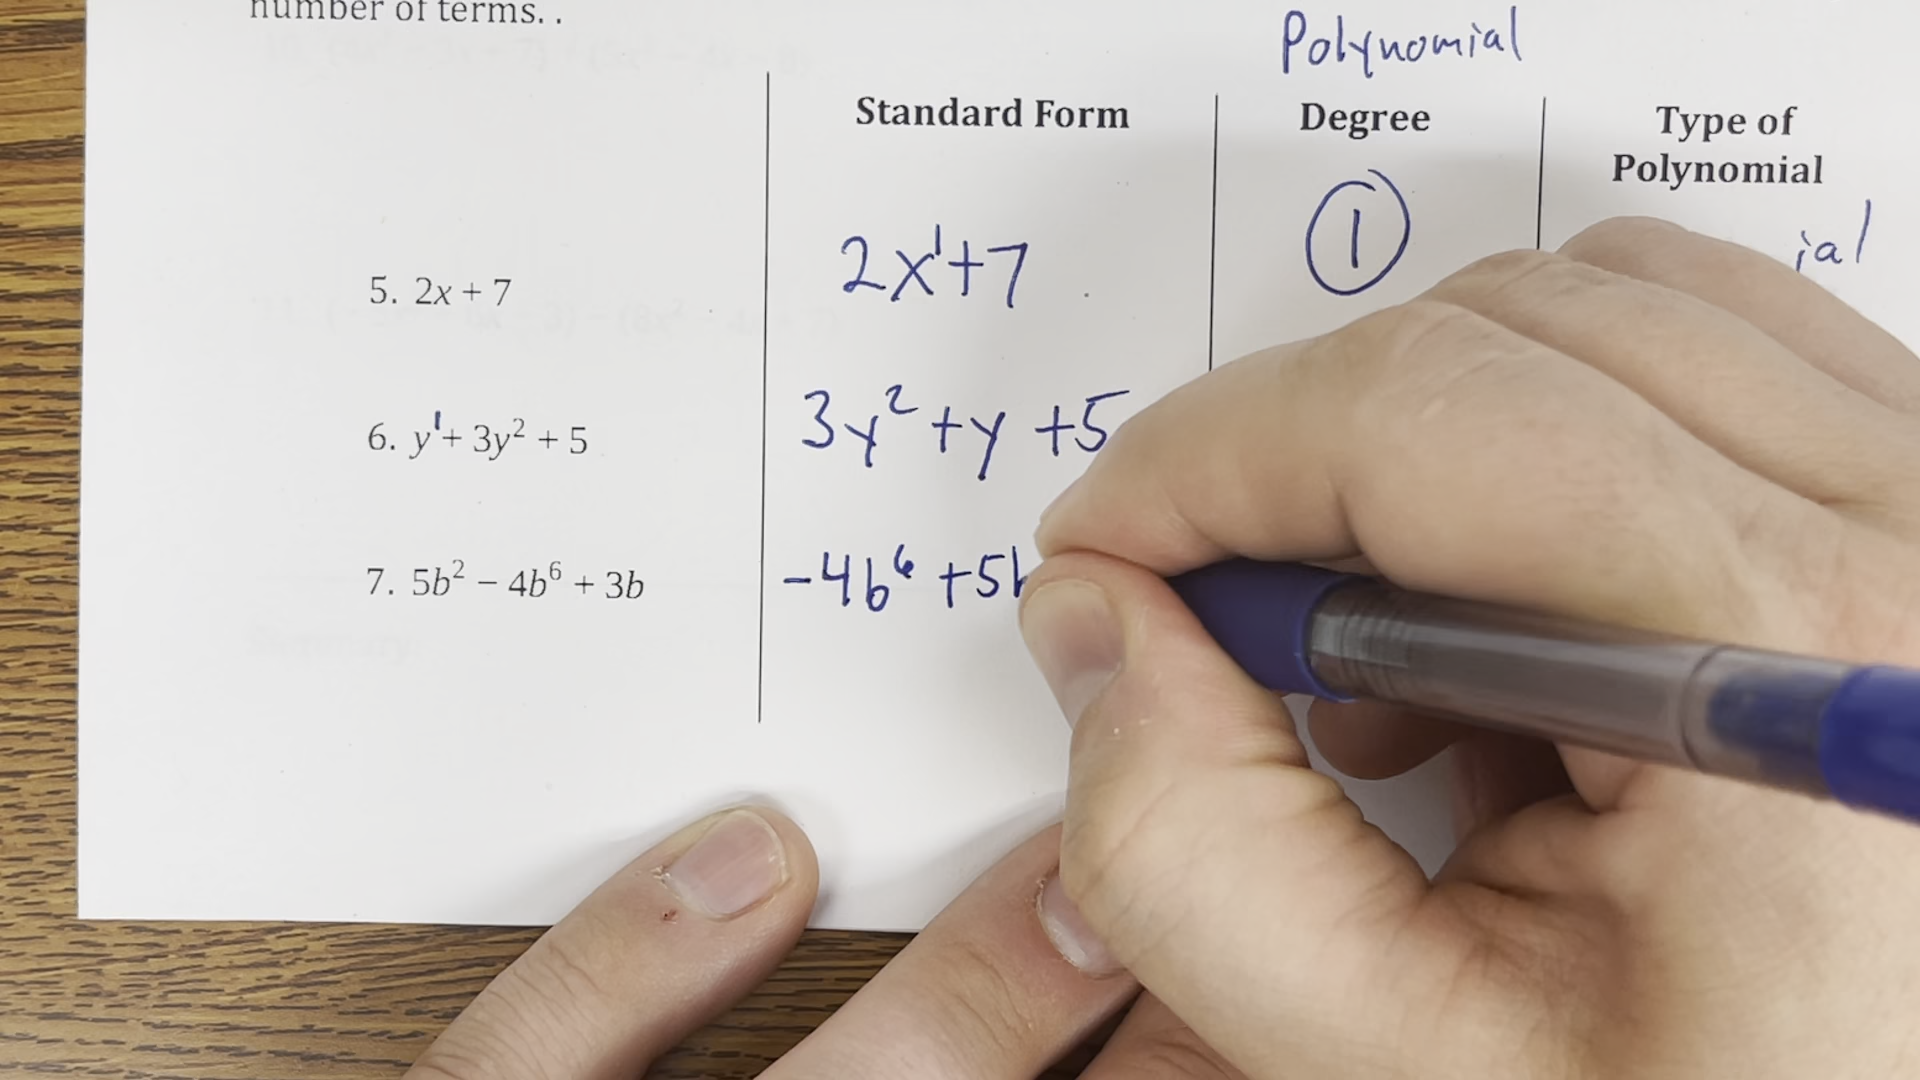 number of terms. .
Polynomial
Standard Form Degree Type of Polynomial
5. 2x + 7 2x¹+7 1
6. y¹+ 3y² + 5 3y²+y +5
7. 5b² − 4b⁶ + 3b -4b⁶ +5